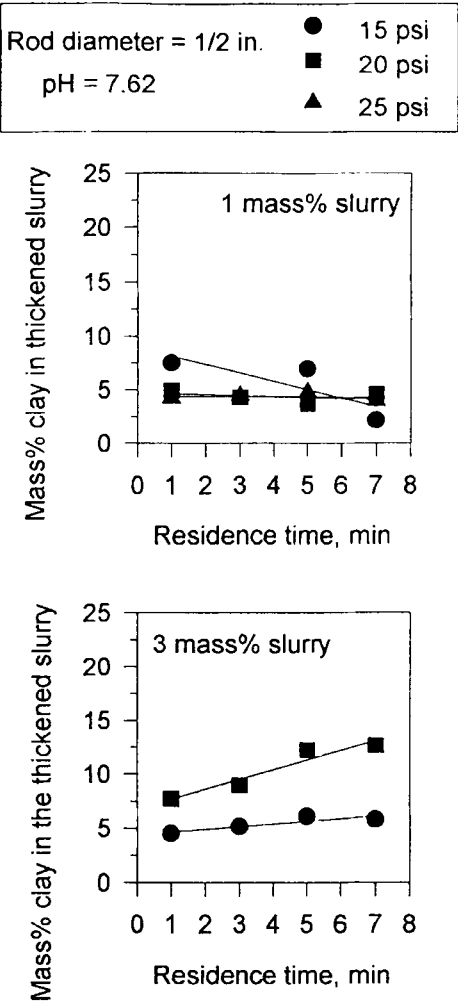 Rod diameter = 1/2 in.
pH = 7.62
15 psi
20 psi
25 psi
Mass% clay in thickened slurry
25
20
15
10
5
0
1 mass% slurry
0 1 2 3 4 5 6 7 8
Residence time, min
Mass% clay in the thickened slurry
25
20
15
10
5
0
3 mass% slurry
0 1 2 3 4 5 6 7 8
Residence time, min